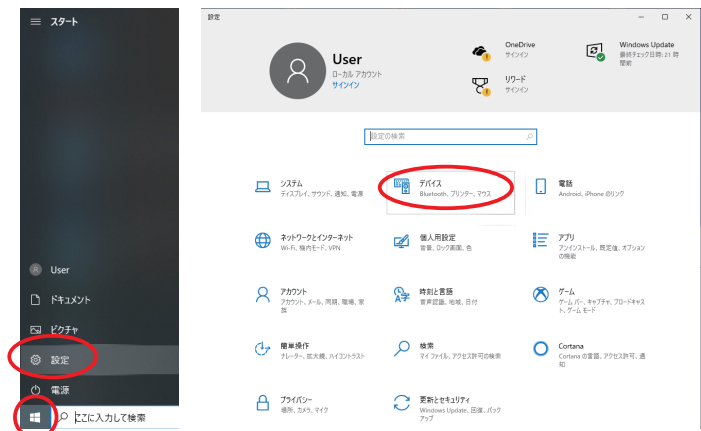 スタート
User
ドキュメント
ピクチャ
設定
電源
ここに入力して検索
設定
User
ローカル アカウント
サインイン
OneDrive
サインイン
リワード
サインイン
Windows Update
最終チェック日時: 21 時
間前
設定の検索
システム
ディスプレイ、サウンド、通知、電源
デバイス
Bluetooth、プリンター、マウス
電話
Android、iPhone のリンク
ネットワークとインターネット
Wi-Fi、機内モード、VPN
個人用設定
背景、ロック画面、色
アプリ
アンインストール、既定値、オプション
の機能
アカウント
アカウント、メール、同期、職場、家
族
時刻と言語
音声認識、地域、日付
ゲーム
ゲーム バー、キャプチャ、ブロードキャス
ト、ゲーム モード
簡単操作
ナレーター、拡大鏡、ハイコントラスト
検索
マイ ファイル、アクセス許可の検索
Cortana
Cortana の言語、アクセス許可、通
知
プライバシー
場所、カメラ、マイク
更新とセキュリティ
Windows Update、回復、バック
アップ